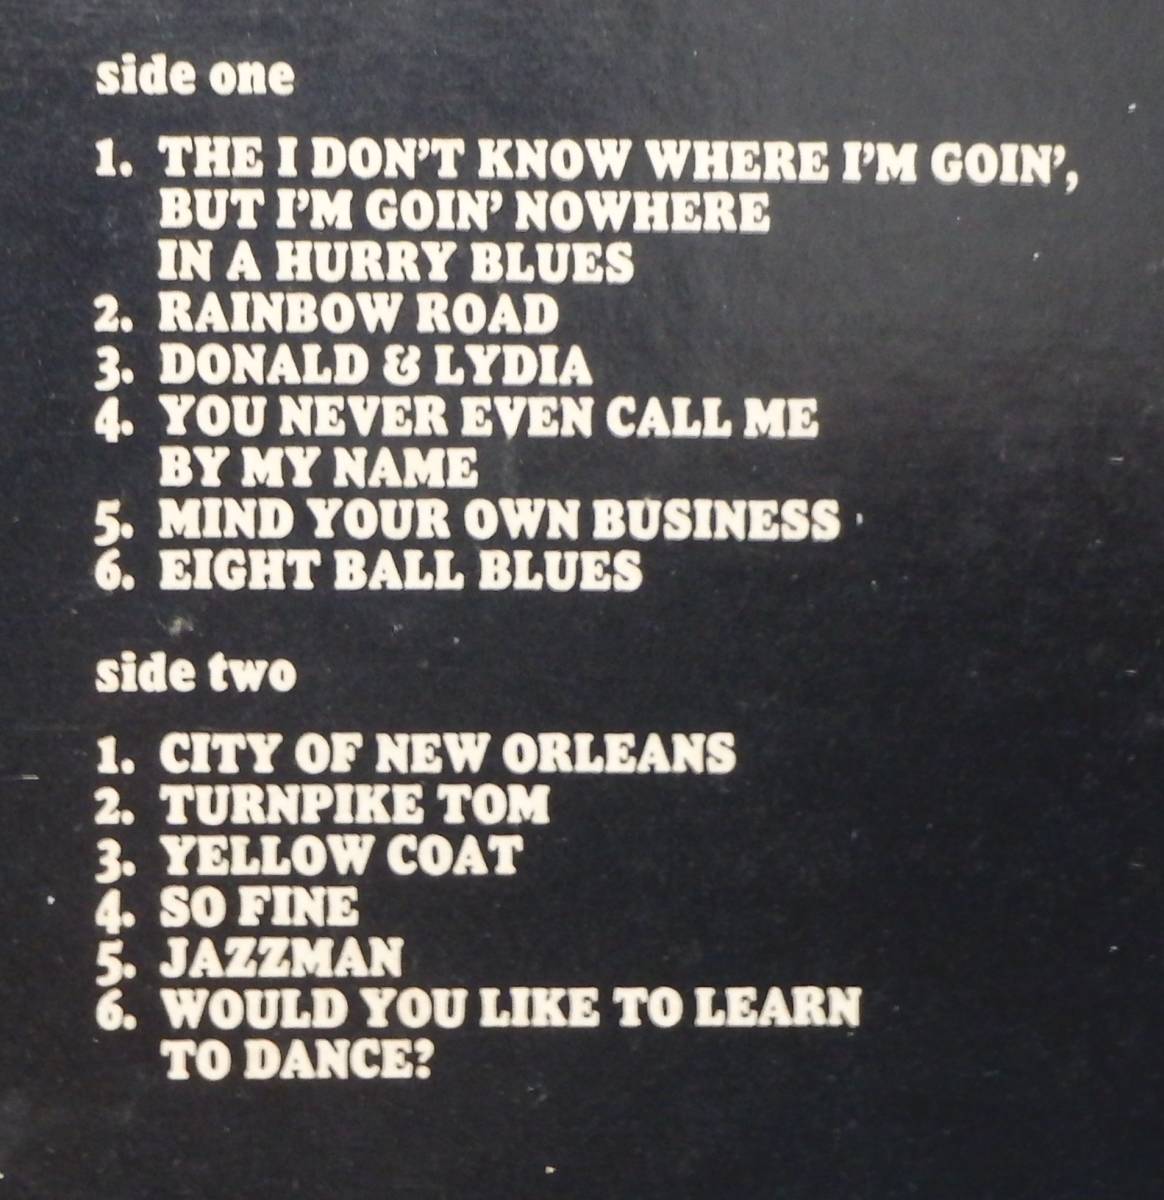 side one
1. THE I DON'T KNOW WHERE I'M GOIN',
BUT I'M GOIN' NOWHERE
IN A HURRY BLUES
2. RAINBOW ROAD
3. DONALD & LYDIA
4. YOU NEVER EVEN CALL ME
BY MY NAME
5. MIND YOUR OWN BUSINESS
6. EIGHT BALL BLUES
side two
1. CITY OF NEW ORLEANS
2. TURNPIKE TOM
3. YELLOW COAT
4. SO FINE
5. JAZZMAN
6. WOULD YOU LIKE TO LEARN
TO DANCE?